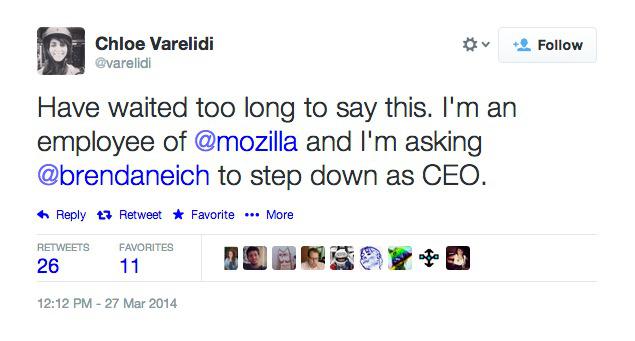 Chloe Varelidi
@varelidi
Follow
Have waited too long to say this. I'm an
employee of @mozilla and I'm asking
@brendaneich to step down as CEO.
Reply Retweet Favorite More
RETWEETS FAVORITES
26 11
12:12 PM - 27 Mar 2014